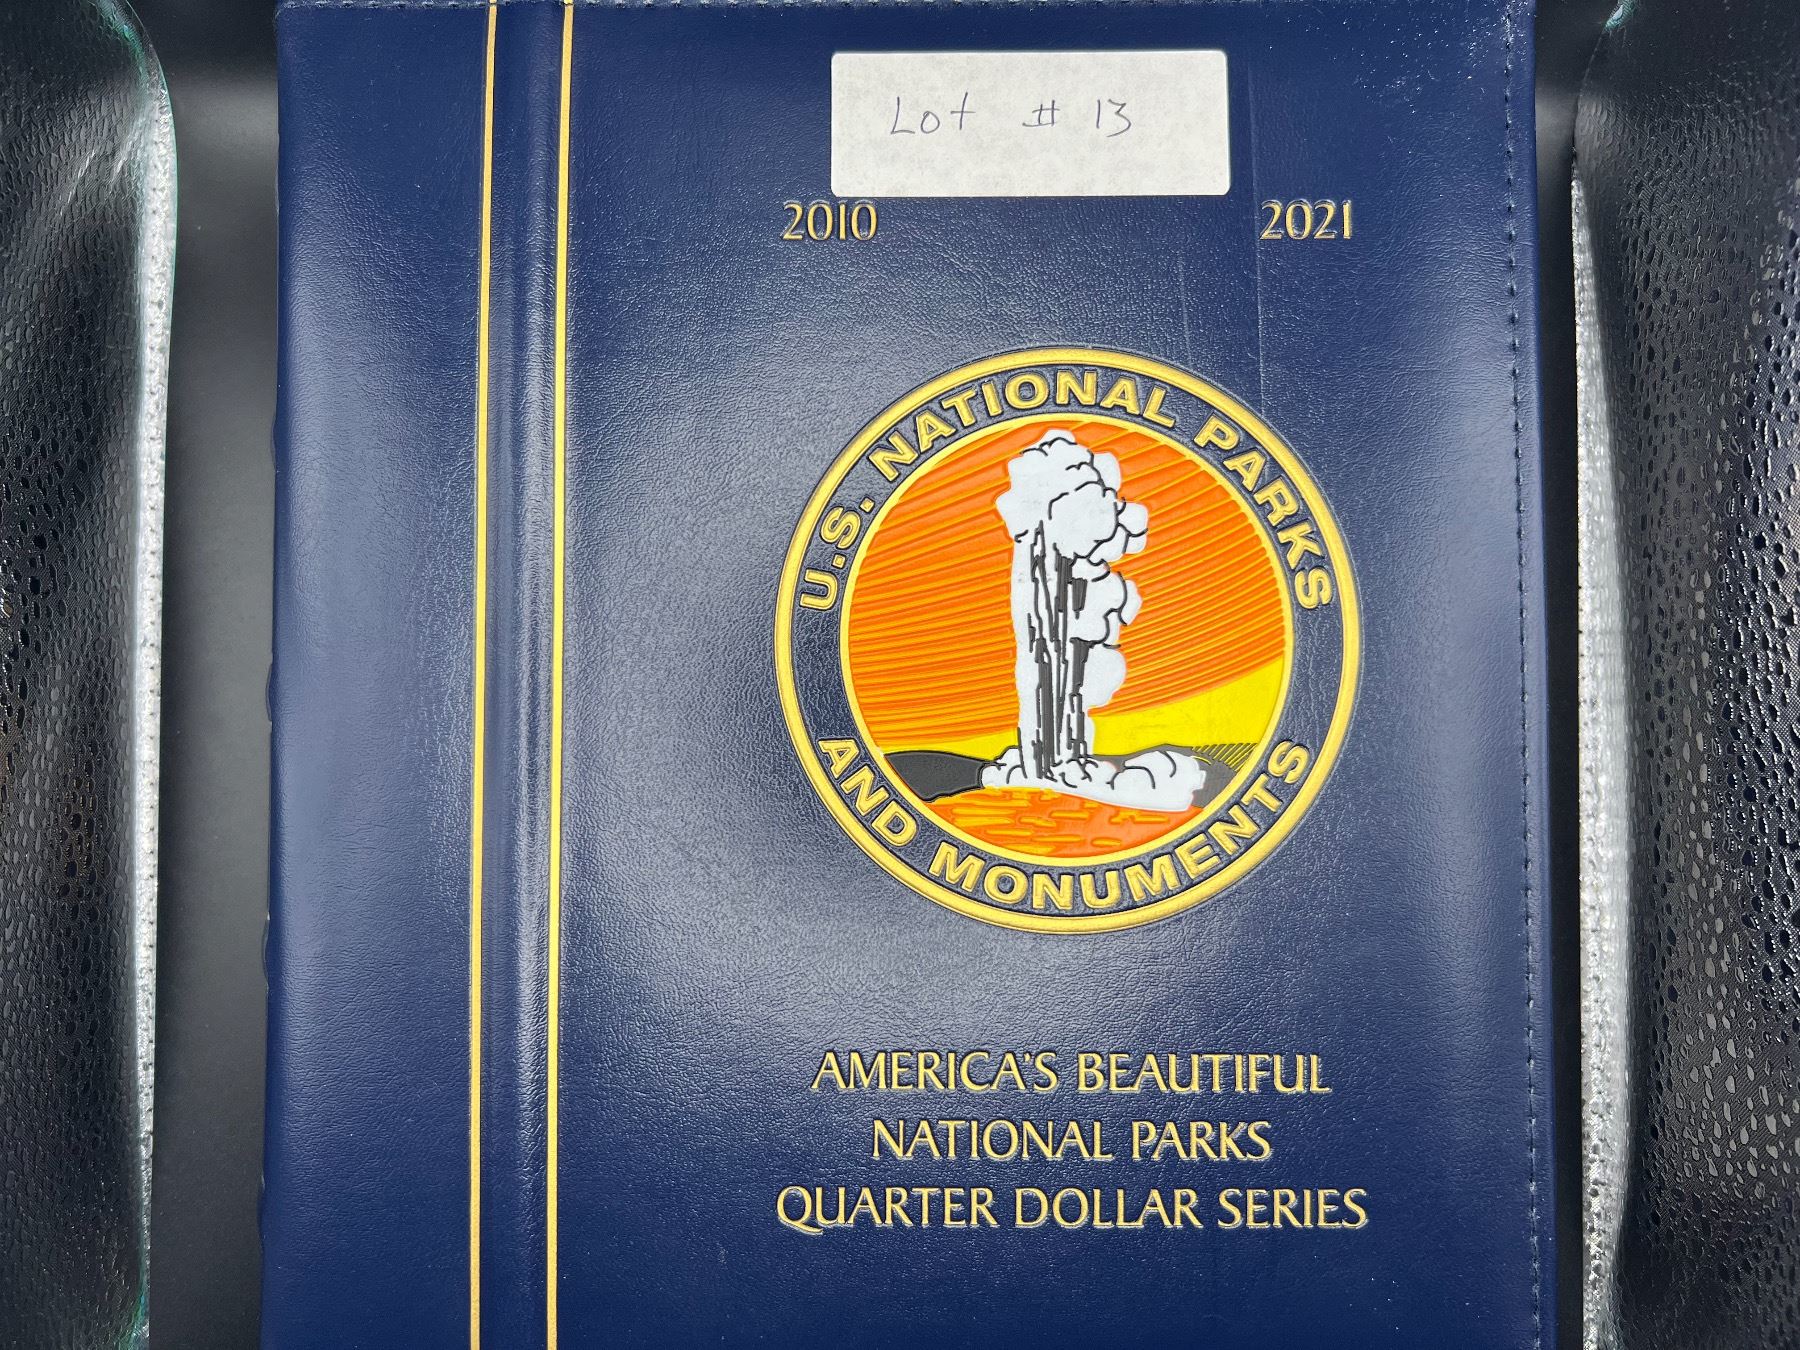 Lot # 13
2010 2021
U.S. NATIONAL PARKS
AND MONUMENTS
AMERICA'S BEAUTIFUL
NATIONAL PARKS
QUARTER DOLLAR SERIES